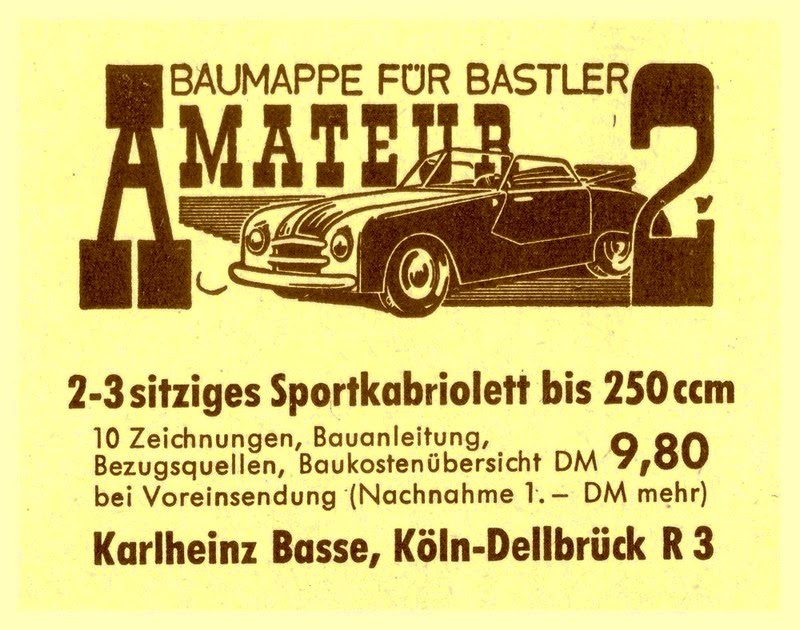 BAUMAPPE FÜR BASTLER
AMATEUR 2
2-3 sitziges Sportkabriolett bis 250 ccm
10 Zeichnungen, Bauanleitung,
Bezugsquellen, Baukostenübersicht DM 9,80
bei Voreinsendung (Nachnahme 1.– DM mehr)
Karlheinz Basse, Köln-Dellbrück R 3